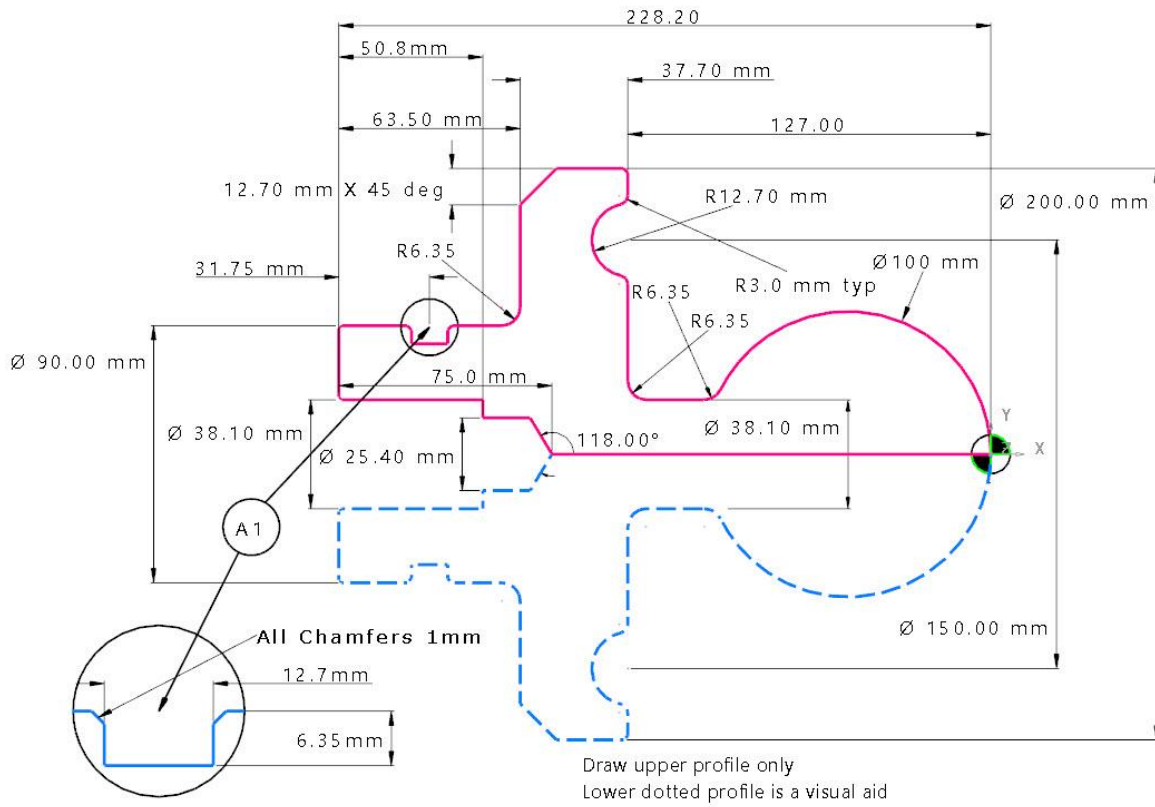 228.20
50.8mm
37.70 mm
63.50
127.00
12.70 mm X 45 deg
R12.70 mm
Ø 200.00 mm
R6.35
31.75 mm
Ø100 mm
R3.0 mm typ
R6.35
R6.35
Ø 90.00 mm
75.0 mm
Y
X
Ø 38.10 mm
118.00°
Ø 38.10 mm
Ø 25.40 mm
A1
All Chamfers 1mm
Ø 150.00 mm
12.7mm
6.35mm
Draw upper profile only
Lower dotted profile is a visual aid